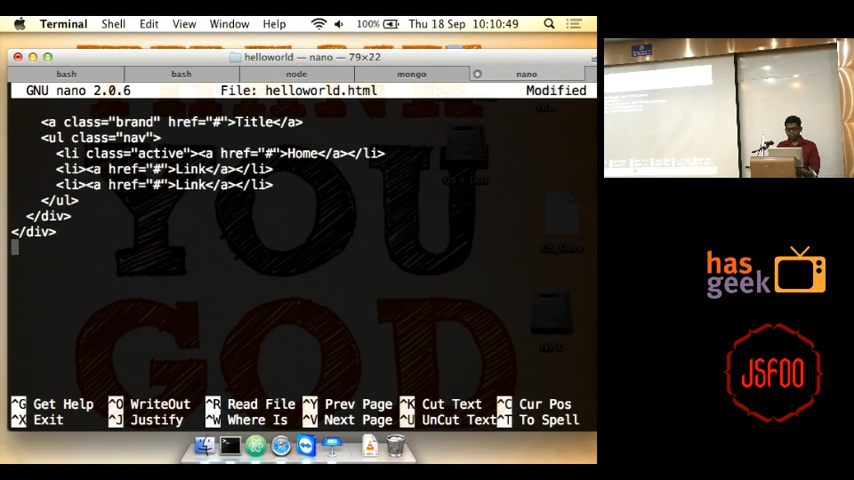 Terminal Shell Edit View Window Help 100% Thu 18 Sep 10:10:49
helloworld — nano — 79×22
bash bash node mongo nano
GNU nano 2.0.6 File: helloworld.html Modified
<a class="brand" href="#">Title</a>
<ul class="nav">
<li class="active"><a href="#">Home</a></li>
<li><a href="#">Link</a></li>
<li><a href="#">Link</a></li>
</ul>
</div>
</div>
^G Get Help ^O WriteOut ^R Read File ^Y Prev Page ^K Cut Text ^C Cur Pos
^X Exit ^J Justify ^W Where Is ^V Next Page ^U UnCut Text ^T To Spell
YOU
GOD
OS X
has
geek
JSFOO